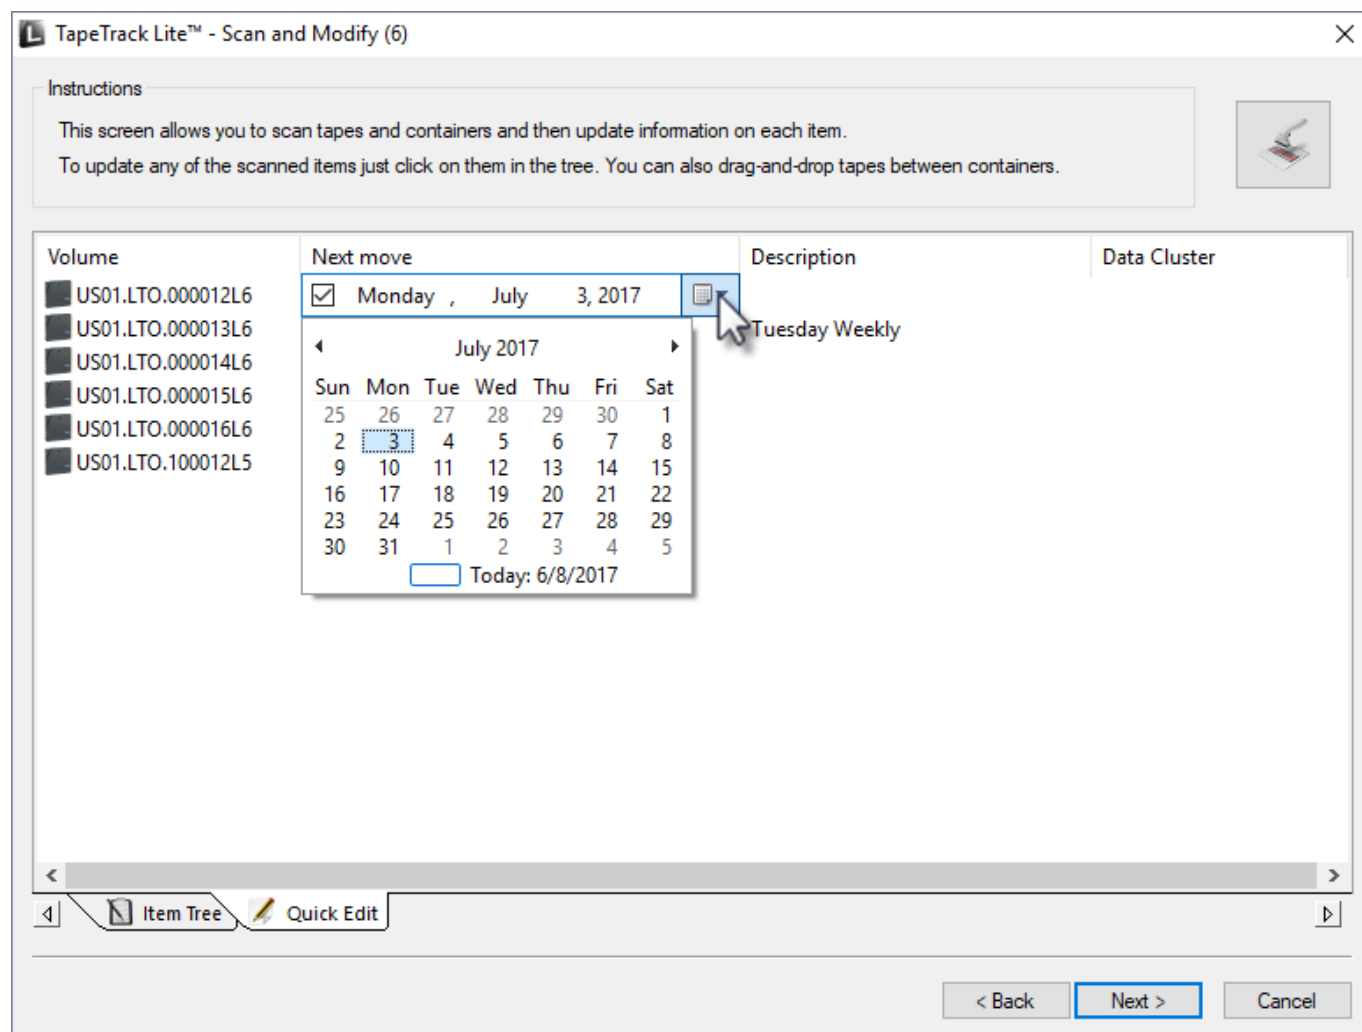 TapeTrack Lite™ - Scan and Modify (6)
Instructions
This screen allows you to scan tapes and containers and then update information on each item.
To update any of the scanned items just click on them in the tree. You can also drag-and-drop tapes between containers.
Volume Next move Description Data Cluster
US01.LTO.000012L6 Monday , July 3, 2017
US01.LTO.000013L6 Tuesday Weekly
US01.LTO.000014L6
US01.LTO.000015L6
US01.LTO.000016L6
US01.LTO.100012L5
July 2017
Sun Mon Tue Wed Thu Fri Sat
25 26 27 28 29 30 1
2 3 4 5 6 7 8
9 10 11 12 13 14 15
16 17 18 19 20 21 22
23 24 25 26 27 28 29
30 31 1 2 3 4 5
Today: 6/8/2017
Item Tree Quick Edit
< Back Next > Cancel